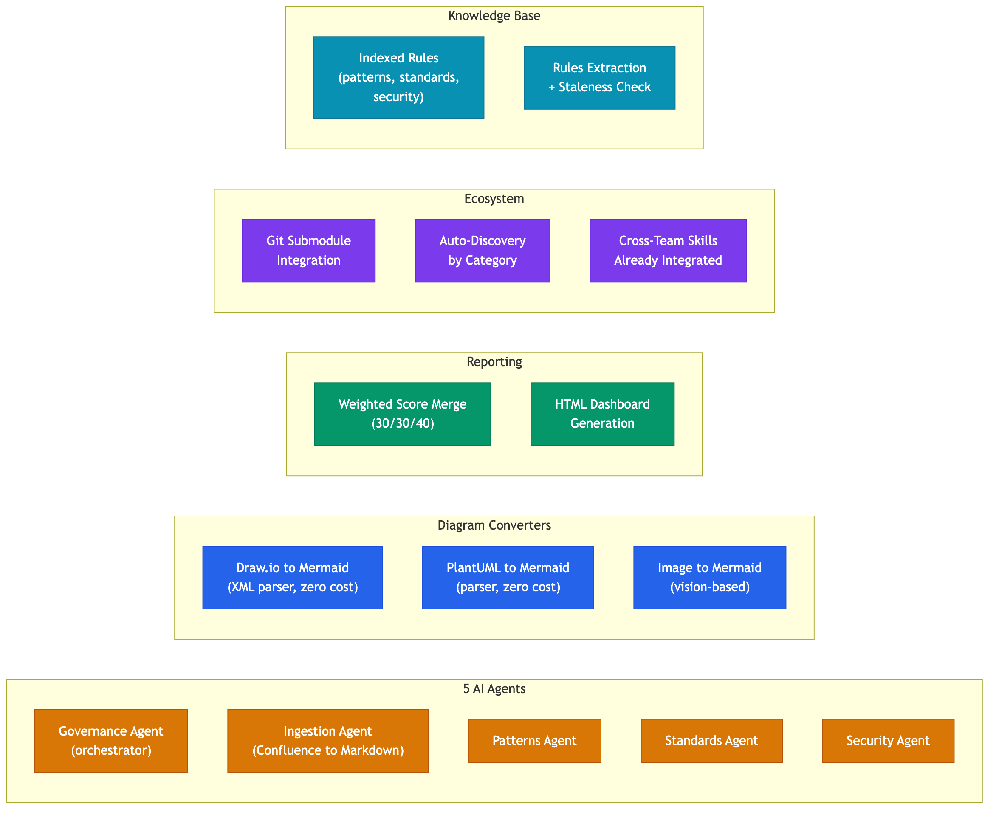 Knowledge Base
Indexed Rules
(patterns, standards,
security)
Rules Extraction
+ Staleness Check
Ecosystem
Git Submodule
Integration
Auto-Discovery
by Category
Cross-Team Skills
Already Integrated
Reporting
Weighted Score Merge
(30/30/40)
HTML Dashboard
Generation
Diagram Converters
Draw.io to Mermaid
(XML parser, zero cost)
PlantUML to Mermaid
(parser, zero cost)
Image to Mermaid
(vision-based)
5 AI Agents
Governance Agent
(orchestrator)
Ingestion Agent
(Confluence to Markdown)
Patterns Agent
Standards Agent
Security Agent